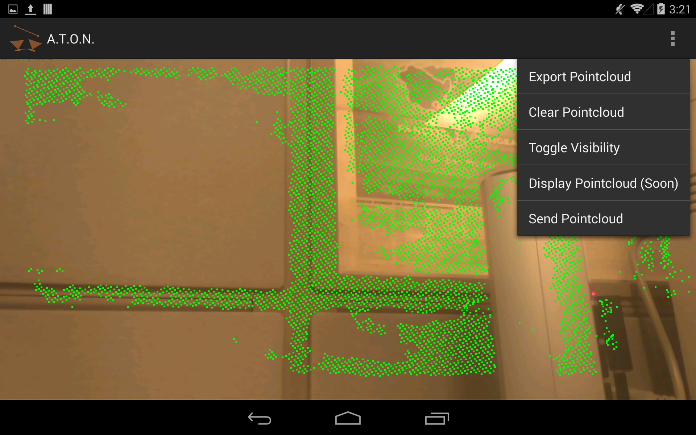 3:21
A.T.O.N.
Export Pointcloud
Clear Pointcloud
Toggle Visibility
Display Pointcloud (Soon)
Send Pointcloud